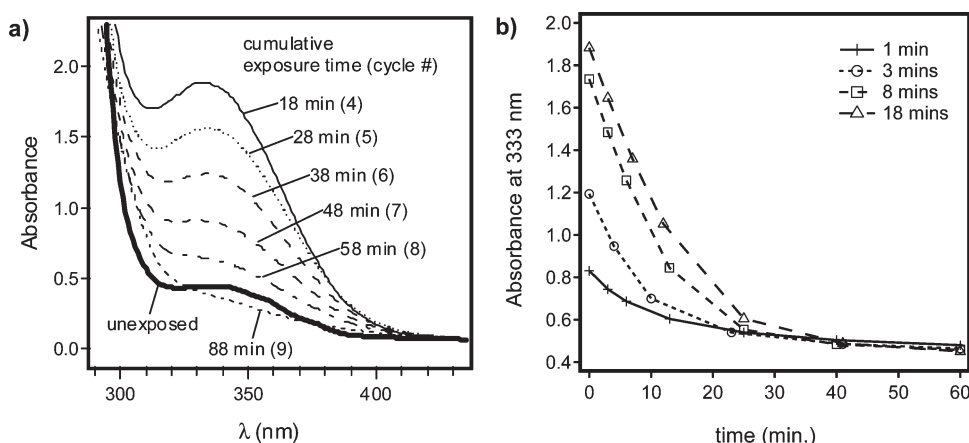 a)
cumulative
exposure time (cycle #)
18 min (4)
28 min (5)
38 min (6)
48 min (7)
58 min (8)
unexposed
88 min (9)
Absorbance
2.0
1.5
1.0
0.5
0.0
300
350
400
λ (nm)
b)
1 min
3 mins
8 mins
18 mins
Absorbance at 333 nm
2.0
1.8
1.6
1.4
1.2
1.0
0.8
0.6
0.4
0
10
20
30
40
50
60
time (min.)